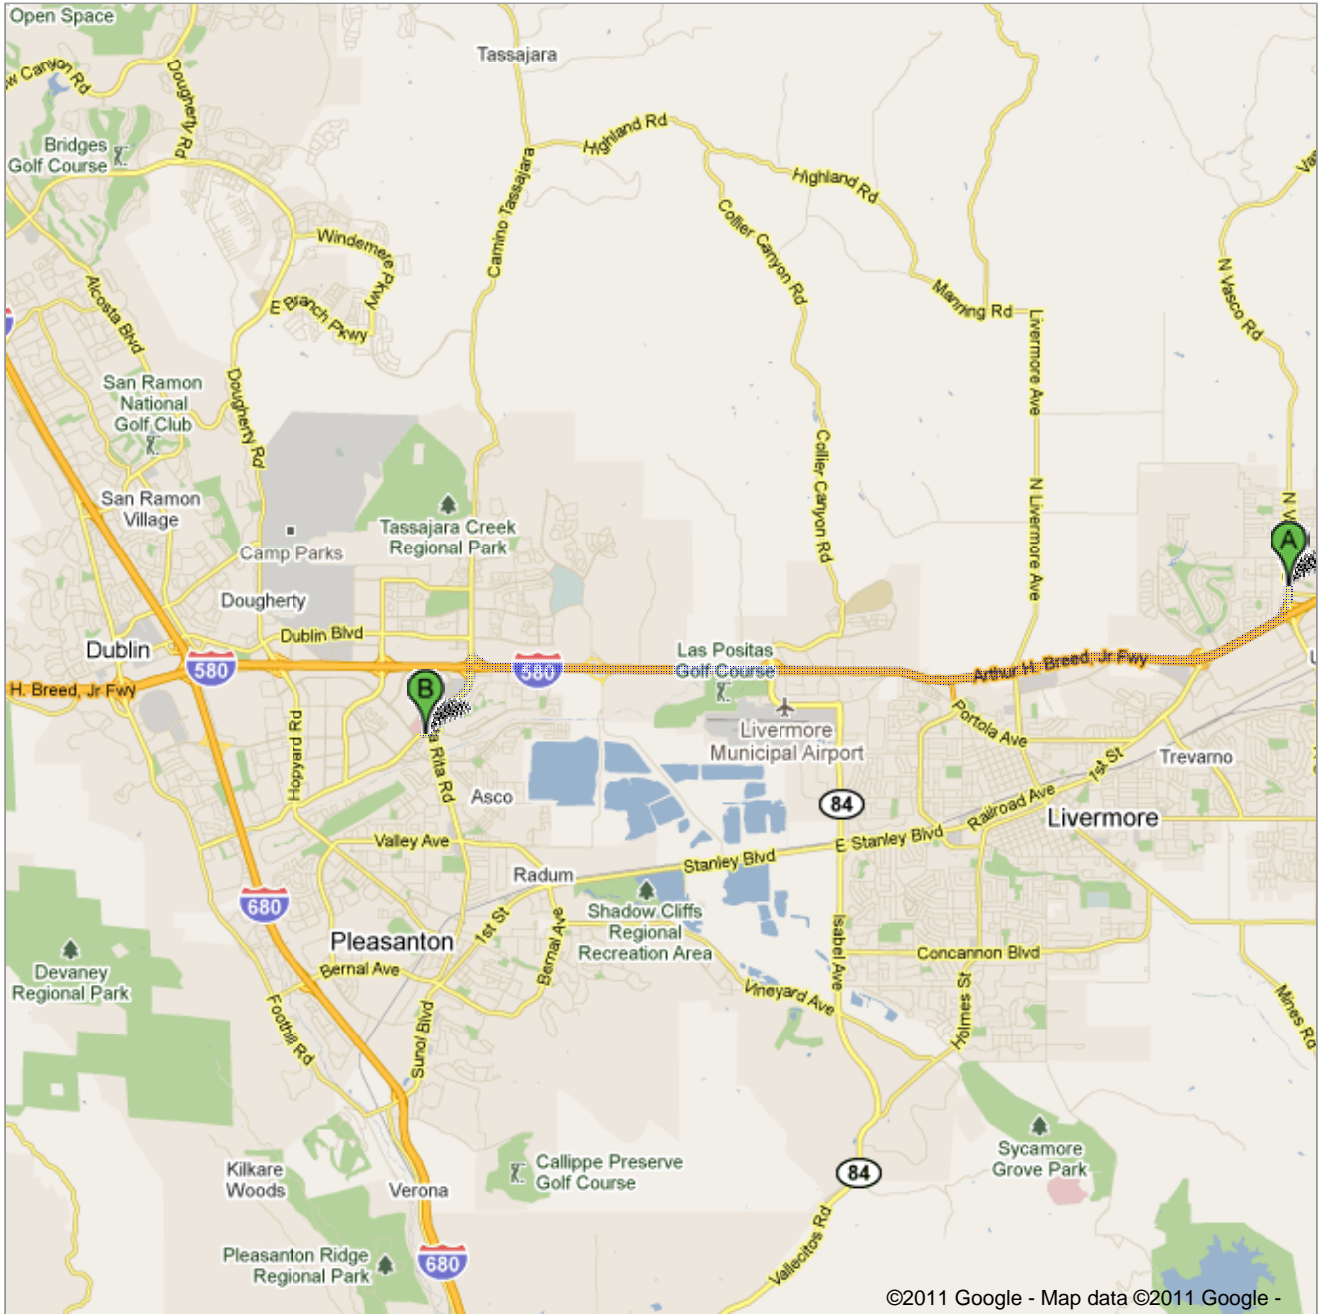 Open Space
Tassajara
Canyon Rd
Dougherty Rd
Highland Rd
Bridges
Golf Course
Highland Rd
Camino Tassajara
Collier Canyon Rd
Windemere Pkwy
E Branch Pkwy
N Vasco Rd
Alcosta Blvd
Manning Rd
Livermore Ave
San Ramon
National
Golf Club
Dougherty Rd
Collier Canyon Rd
N Livermore Ave
San Ramon
Village
Tassajara Creek
Regional Park
Camp Parks
A
Dougherty
Dublin Blvd
Dublin
580
580
Las Positas
Golf Course
Arthur H. Breed, Jr Fwy
H. Breed, Jr Fwy
B
Rita Rd
Hopyard Rd
Portola Ave
Livermore
Municipal Airport
1st St
Trevarno
Asco
84
Railroad Ave
Livermore
Valley Ave
E Stanley Blvd
Stanley Blvd
Radum
680
Shadow Cliffs
Regional
Recreation Area
1st St
Bernal Ave
Isabel Ave
Pleasanton
Concannon Blvd
Devaney
Regional Park
Bernal Ave
Vineyard Ave
Holmes St
Mines Rd
Foothill Rd
Sunol Blvd
Sycamore
Grove Park
Kilkare
Woods
Verona
Callippe Preserve
Golf Course
84
Vallecitos Rd
Pleasanton Ridge
Regional Park
680
©2011 Google - Map data ©2011 Google -